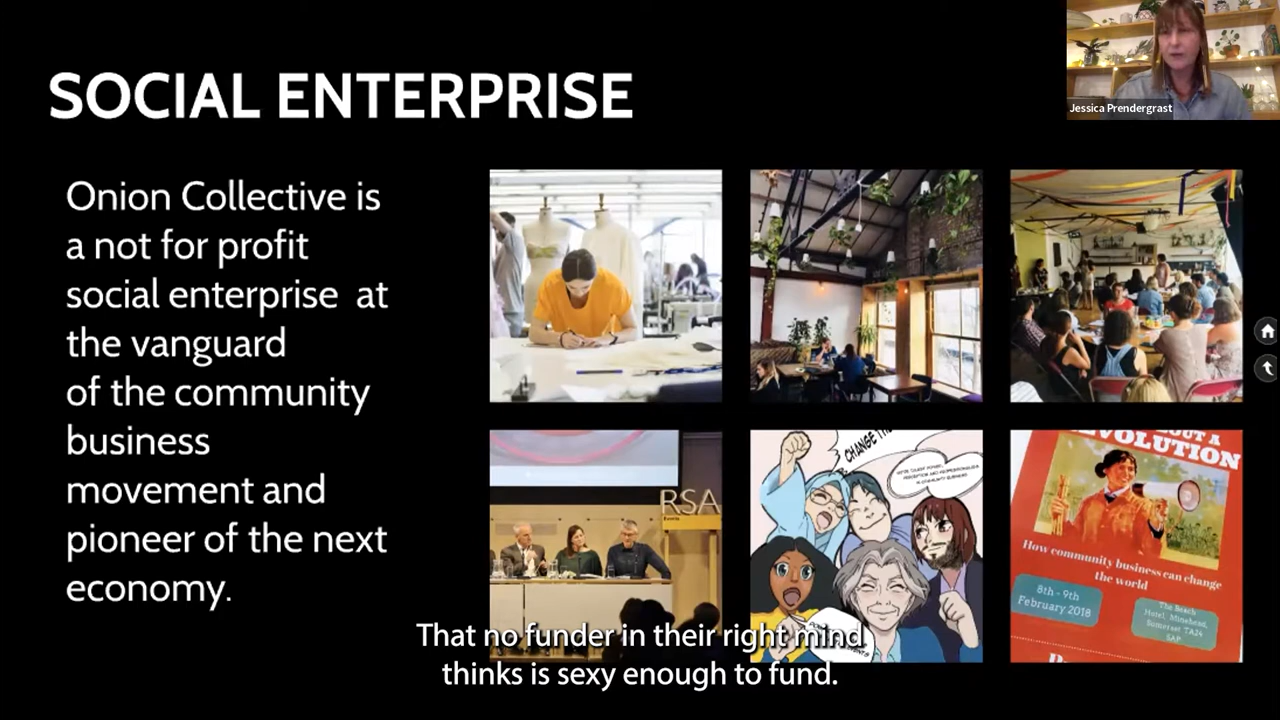 SOCIAL ENTERPRISE
Jessica Prendergrast
Onion Collective is
a not for profit
social enterprise at
the vanguard
of the community
business
movement and
pioneer of the next
economy.
CHANGE
RSA
Events
VOLUTION
How community business can change
the world
8th - 9th
February 2018
The Beach
Hotel, Minehead,
Somerset TA24
5AP
That no funder in their right mind
thinks is sexy enough to fund.